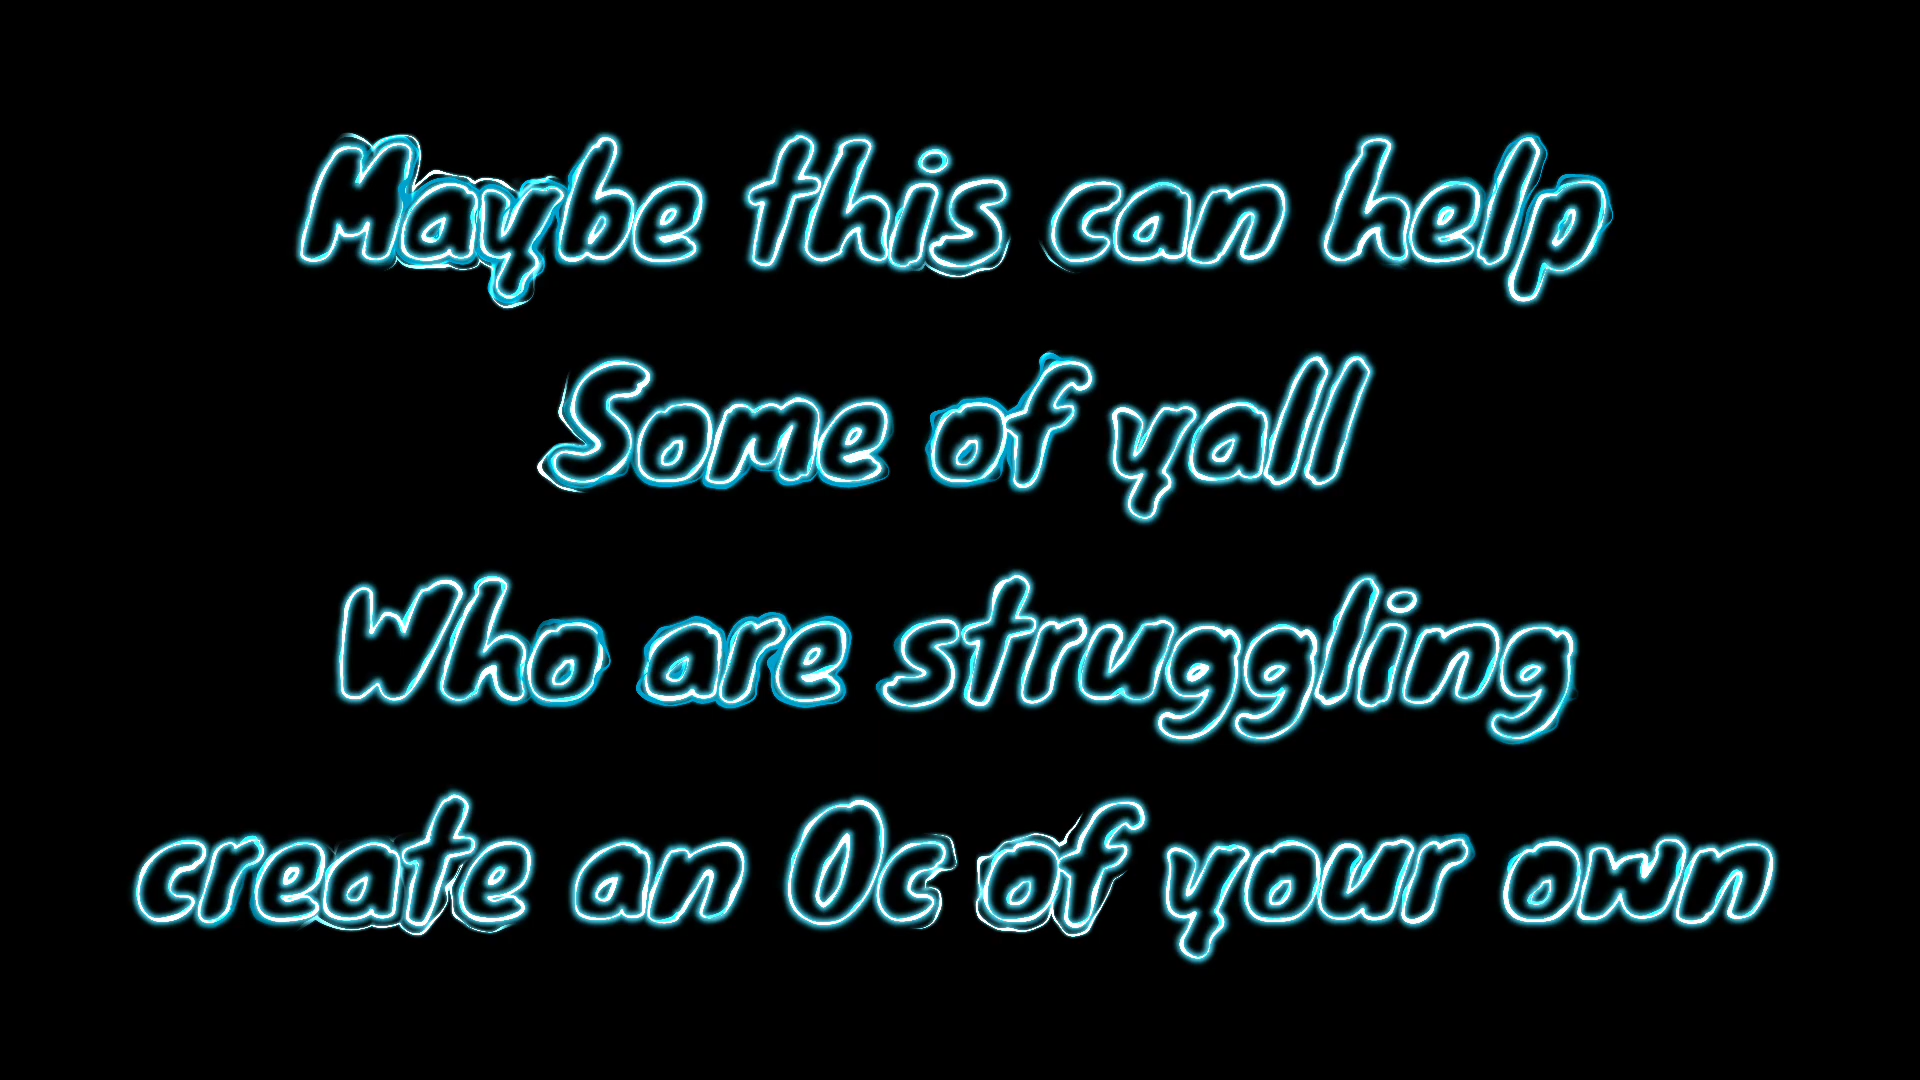 Maybe this can help
Some of yall
Who are struggling
create an Oc of your own